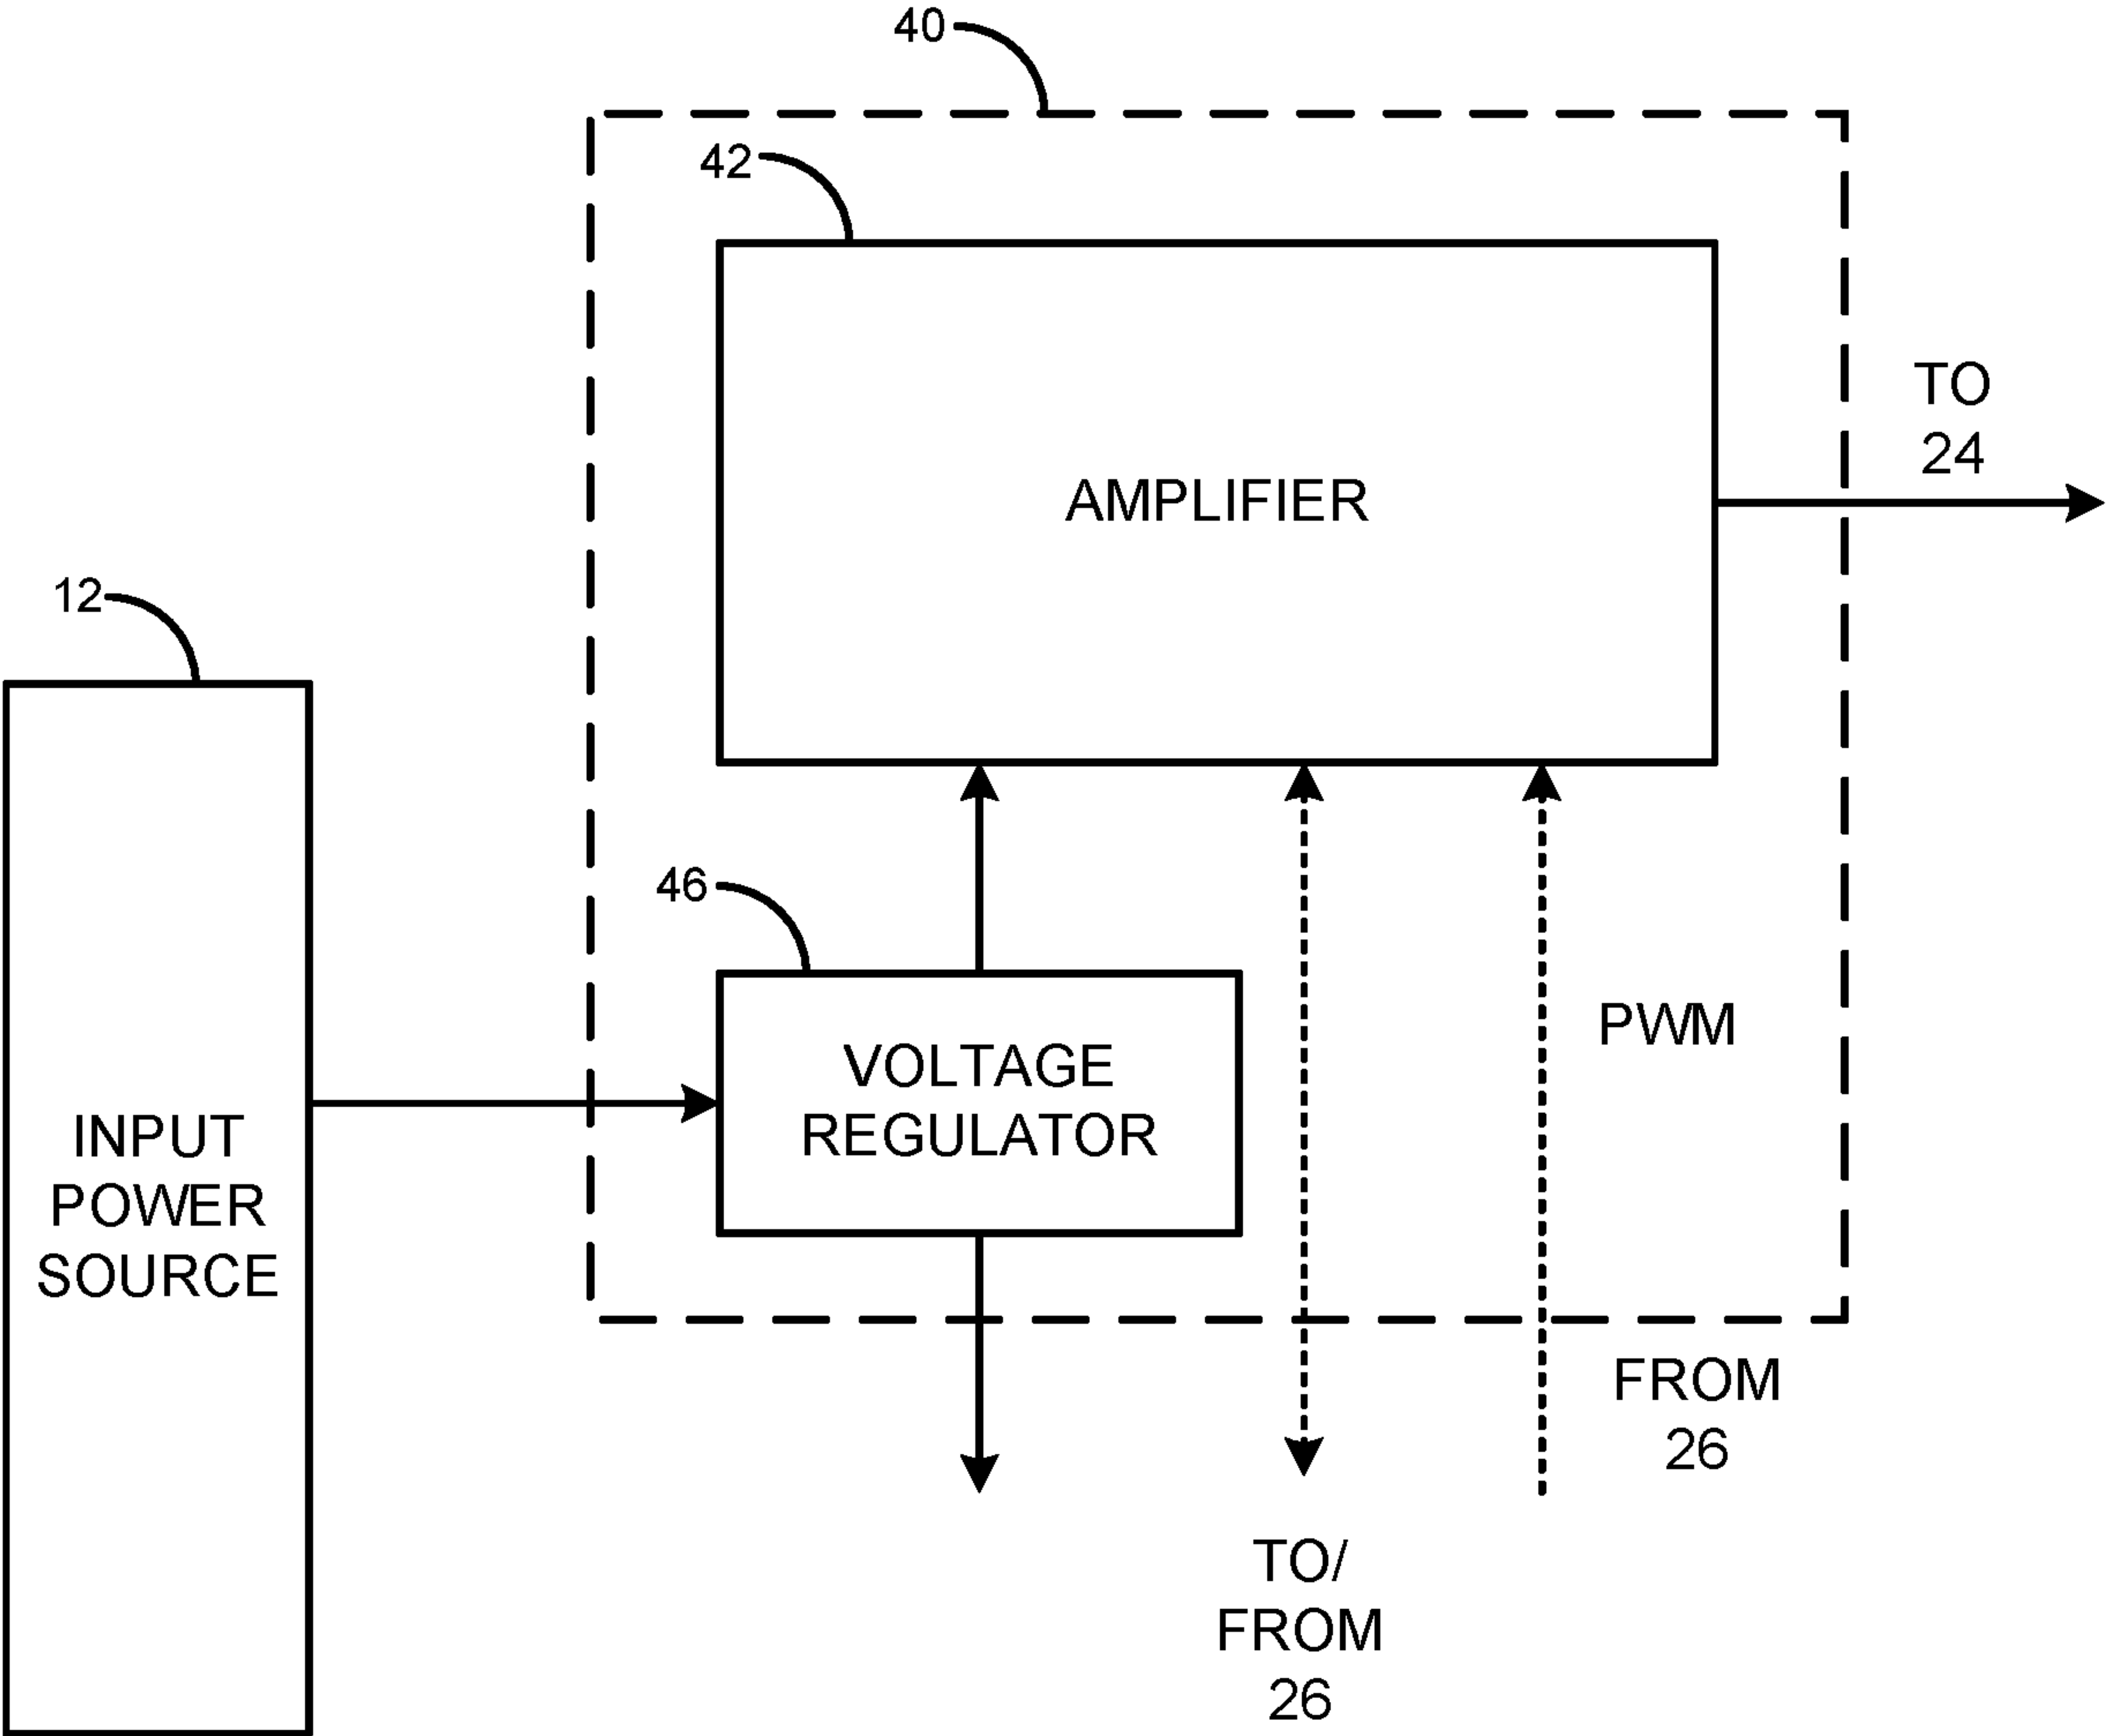 40
42
TO
24
AMPLIFIER
12
46
PWM
VOLTAGE
REGULATOR
INPUT
POWER
SOURCE
FROM
26
TO/
FROM
26